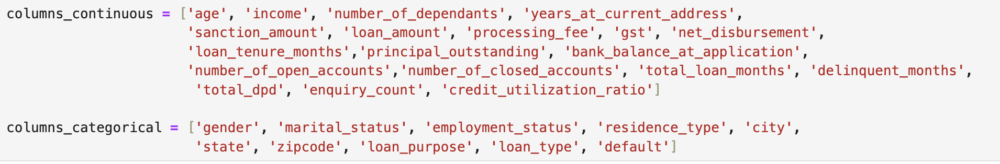 columns_continuous = ['age', 'income', 'number_of_dependants', 'years_at_current_address',
'sanction_amount', 'loan_amount', 'processing_fee', 'gst', 'net_disbursement',
'loan_tenure_months','principal_outstanding', 'bank_balance_at_application',
'number_of_open_accounts','number_of_closed_accounts', 'total_loan_months', 'delinquent_months',
'total_dpd', 'enquiry_count', 'credit_utilization_ratio']
columns_categorical = ['gender', 'marital_status', 'employment_status', 'residence_type', 'city',
'state', 'zipcode', 'loan_purpose', 'loan_type', 'default']